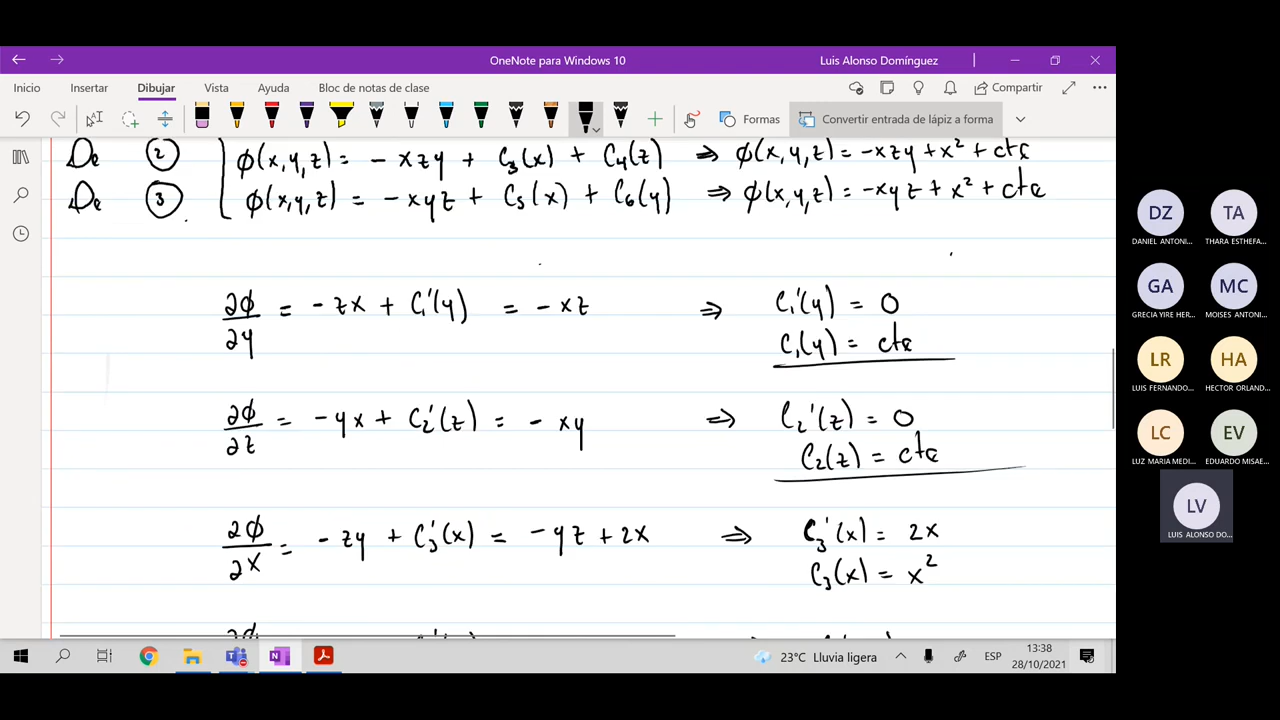 OneNote para Windows 10
Luis Alonso Domínguez
Inicio Insertar Dibujar Vista Ayuda Bloc de notas de clase Compartir
Formas Convertir entrada de lápiz a forma
De ② ϕ(x,y,z) = - xzy + C₃(x) + C₄(z) ⇒ ϕ(x,y,z) = -xzy + x² + cte
De ③ ϕ(x,y,z) = - xyz + C₅(x) + C₆(y) ⇒ ϕ(x,y,z) = -xyz + x² + cte
∂ϕ/∂y = - zx + C₁'(y) = - xz ⇒ C₁'(y) = 0
C₁(y) = cte
∂ϕ/∂z = - yx + C₂'(z) = - xy ⇒ C₂'(z) = 0
C₂(z) = cte
∂ϕ/∂x = - zy + C₃'(x) = - yz + 2x ⇒ C₃'(x) = 2x
C₃(x) = x²
DZ TA
DANIEL ANTONI... THARA ESTHEFA...
GA MC
GRECIA YIRE HER... MOISES ANTONI...
LR HA
LUIS FERNANDO... HECTOR ORLAND...
LC EV
LUZ MARIA MEDI... EDUARDO MISAE...
LV
LUIS ALONSO DO...
23°C Lluvia ligera ESP 13:38
28/10/2021